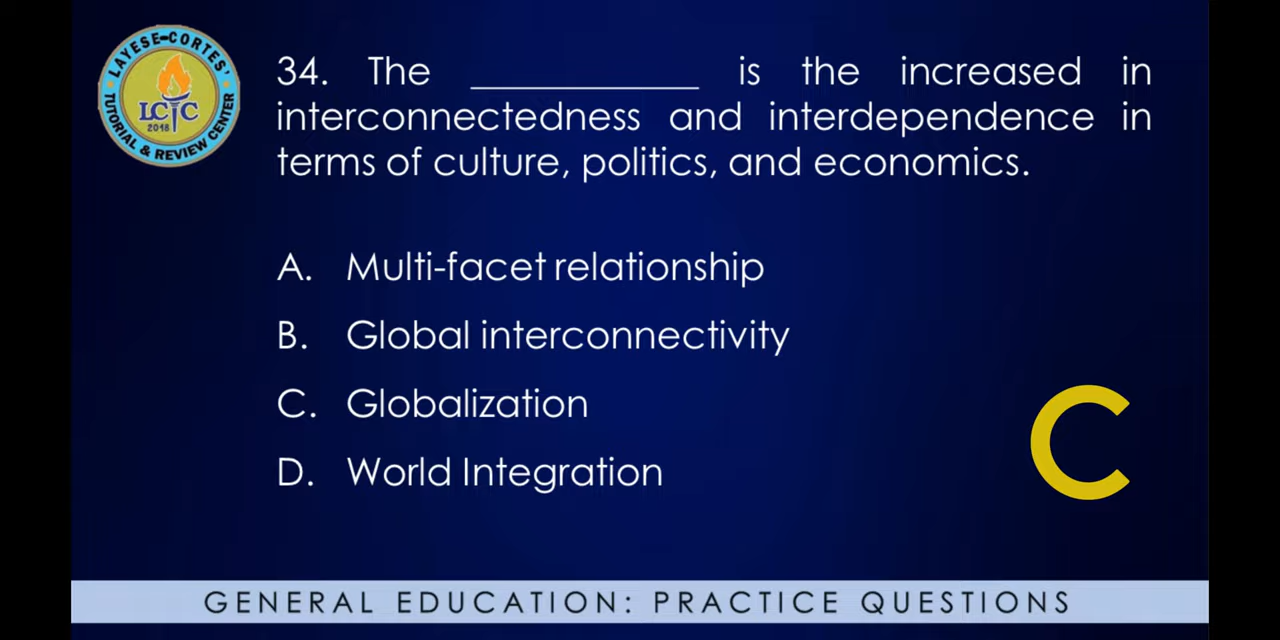 LAYESE-CORTES'
LCTC
2018
TUTORIAL & REVIEW CENTER
34. The ____________ is the increased in
interconnectedness and interdependence in
terms of culture, politics, and economics.
A. Multi-facet relationship
B. Global interconnectivity
C. Globalization
D. World Integration
C
GENERAL EDUCATION: PRACTICE QUESTIONS